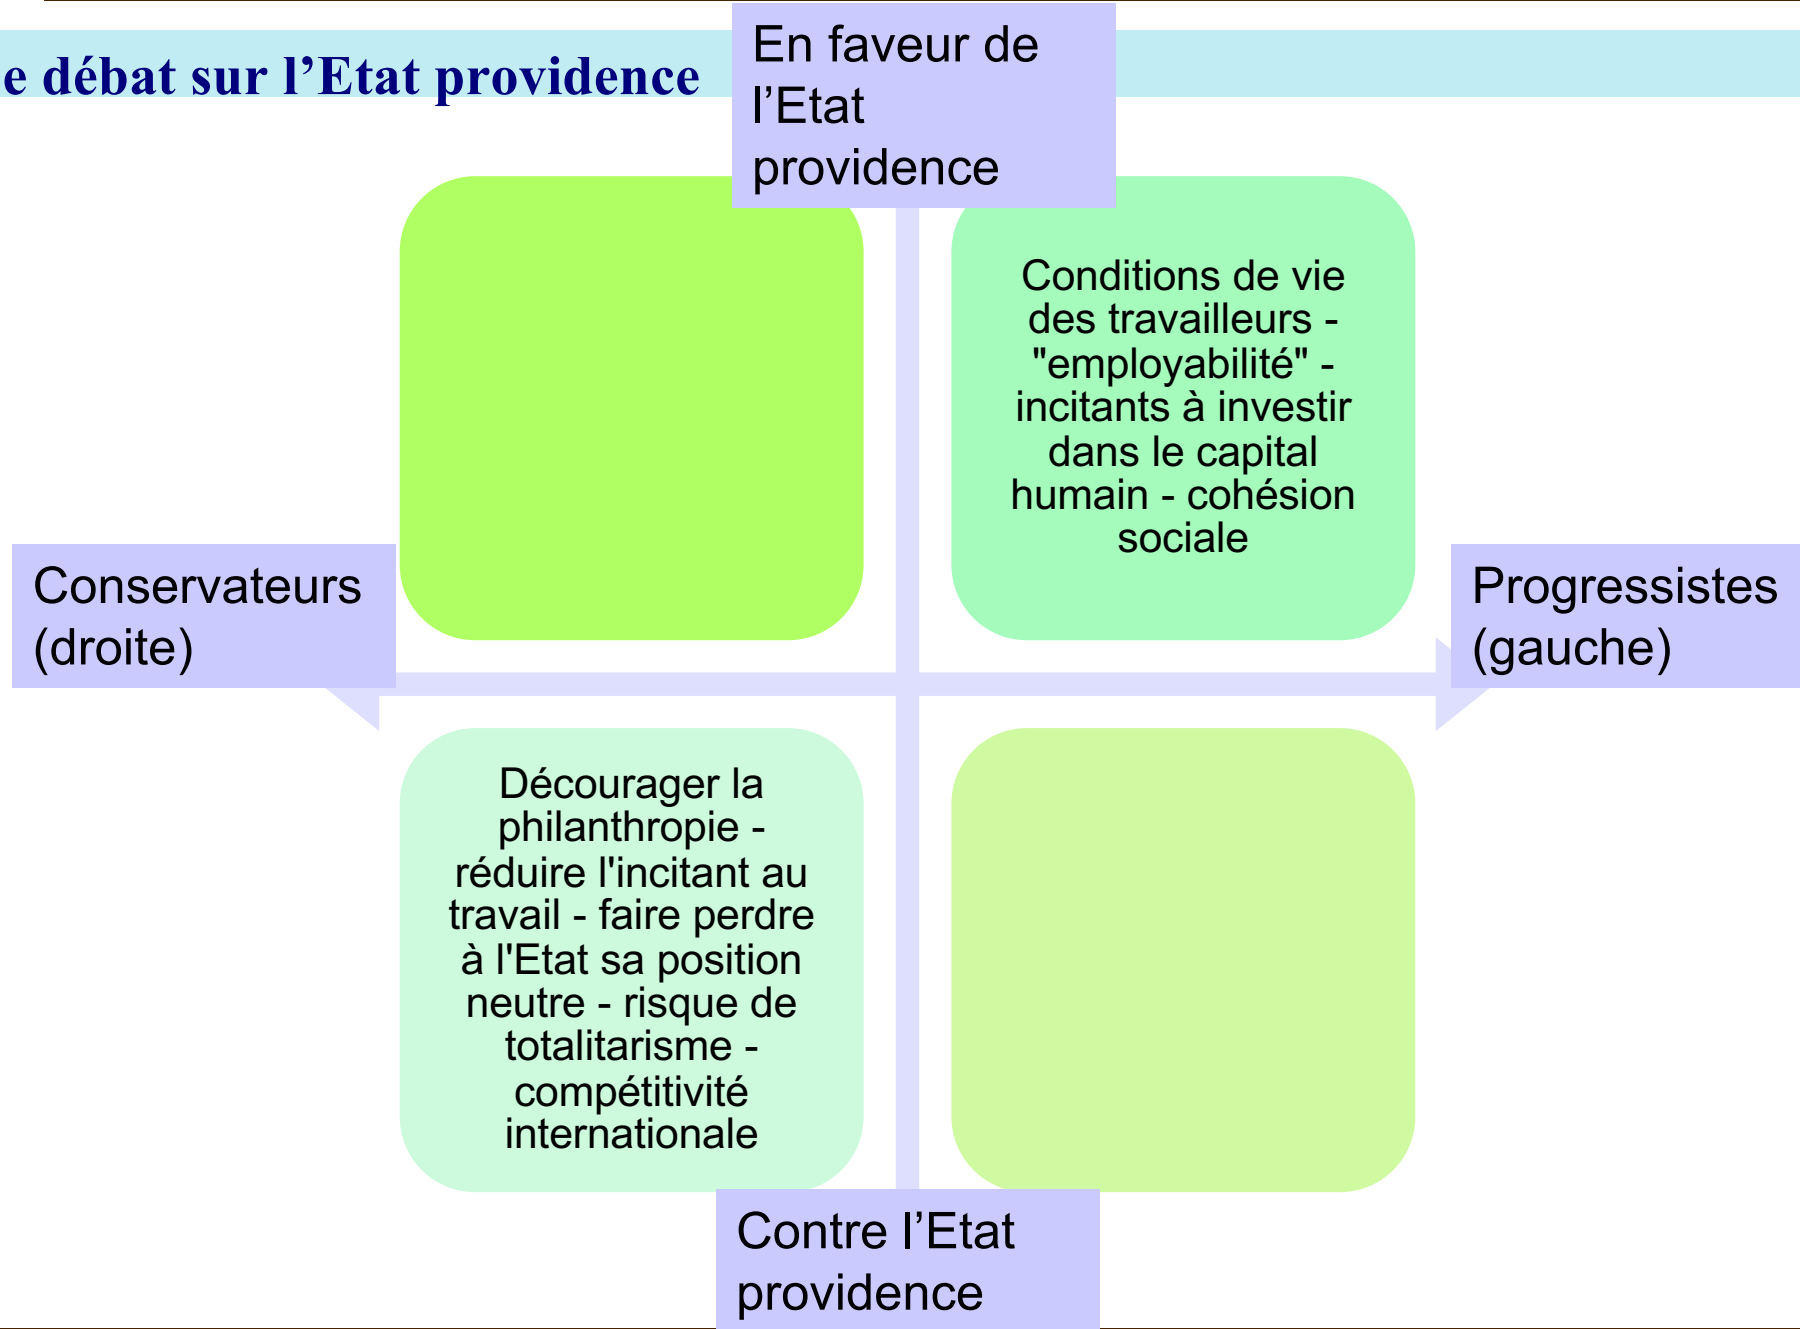 e débat sur l’Etat providence
En faveur de
l’Etat
providence
Conditions de vie
des travailleurs -
"employabilité" -
incitants à investir
dans le capital
humain - cohésion
sociale
Conservateurs
(droite)
Progressistes
(gauche)
Décourager la
philanthropie -
réduire l'incitant au
travail - faire perdre
à l'Etat sa position
neutre - risque de
totalitarisme -
compétitivité
internationale
Contre l’Etat
providence